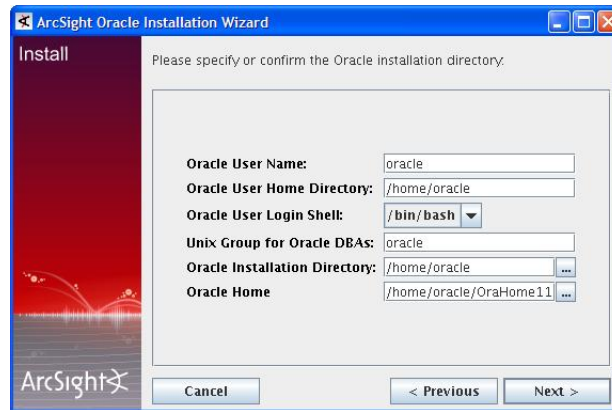 ArcSight Oracle Installation Wizard
Install
Please specify or confirm the Oracle installation directory:
Oracle User Name: oracle
Oracle User Home Directory: /home/oracle
Oracle User Login Shell: /bin/bash
Unix Group for Oracle DBAs: oracle
Oracle Installation Directory: /home/oracle ...
Oracle Home /home/oracle/OraHome11 ...
ArcSight
Cancel < Previous Next >